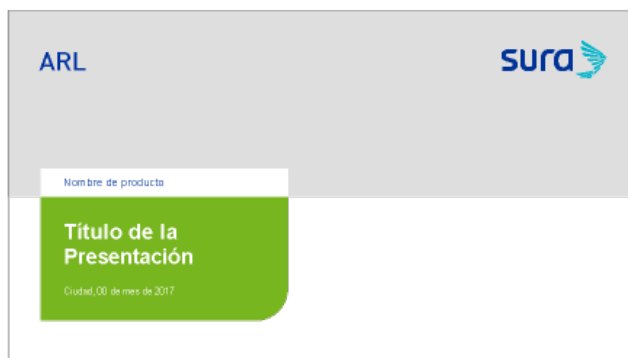 ARL
sura
Nombre de producto
Título de la
Presentación
Ciudad, 00 de mes de 2017